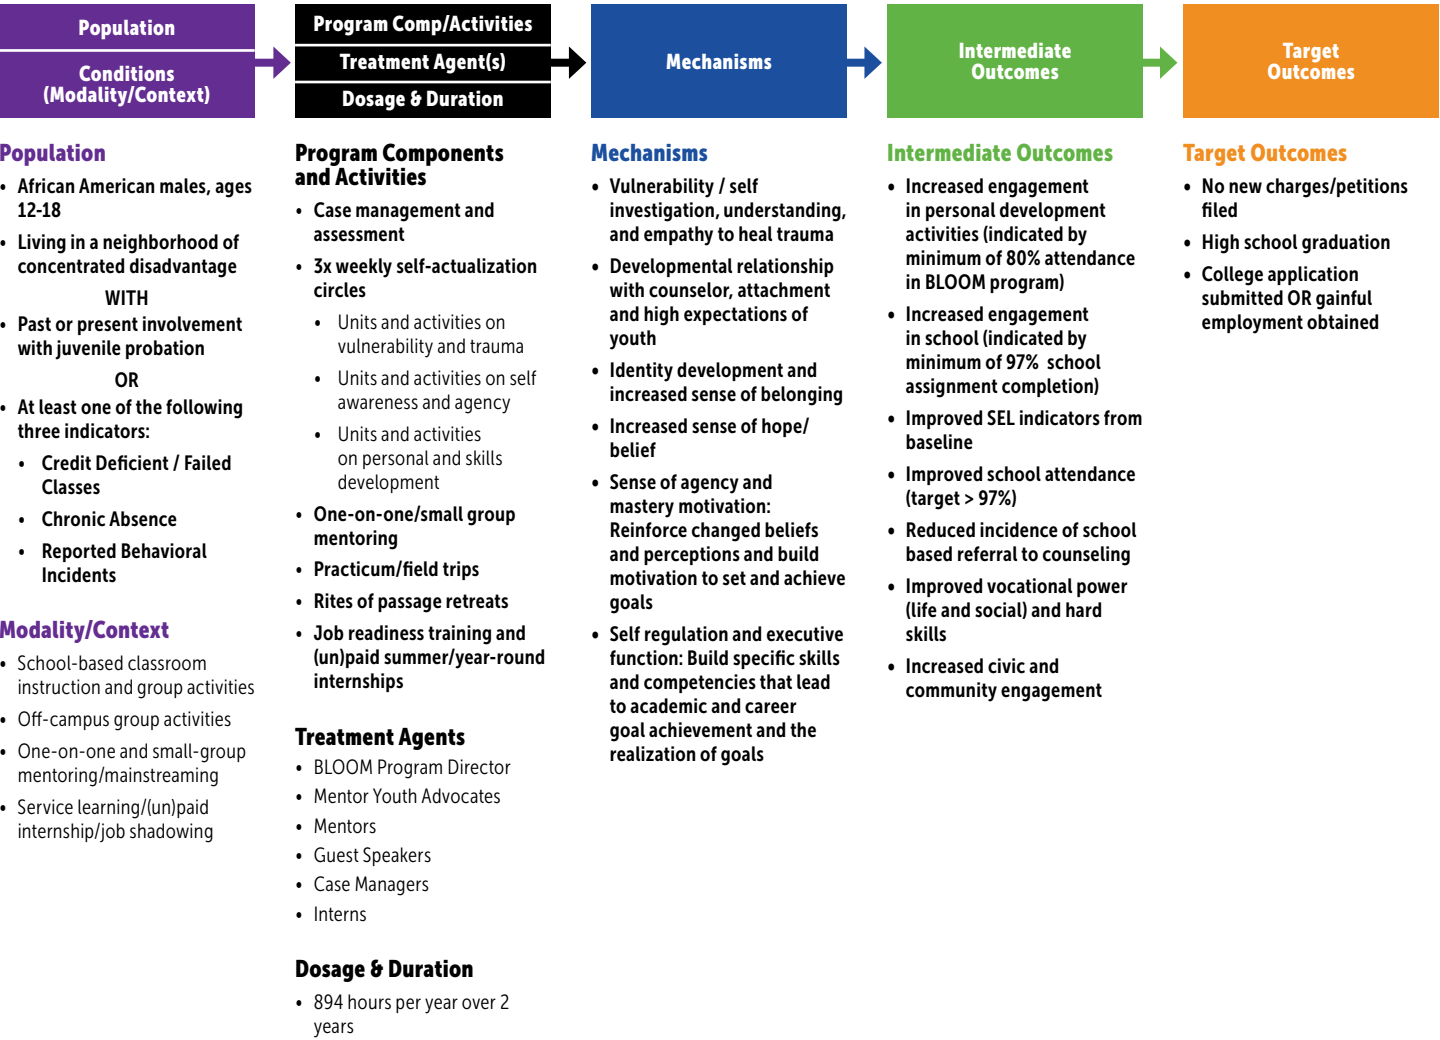 Population
Conditions
(Modality/Context)
Program Comp/Activities
Treatment Agent(s)
Dosage & Duration
Mechanisms
Intermediate
Outcomes
Target
Outcomes
Population
• African American males, ages
12-18
• Living in a neighborhood of
concentrated disadvantage
WITH
• Past or present involvement
with juvenile probation
OR
• At least one of the following
three indicators:
• Credit Deficient / Failed
Classes
• Chronic Absence
• Reported Behavioral
Incidents
Modality/Context
• School-based classroom
instruction and group activities
• Off-campus group activities
• One-on-one and small-group
mentoring/mainstreaming
• Service learning/(un)paid
internship/job shadowing
Program Components
and Activities
• Case management and
assessment
• 3x weekly self-actualization
circles
• Units and activities on
vulnerability and trauma
• Units and activities on self
awareness and agency
• Units and activities
on personal and skills
development
• One-on-one/small group
mentoring
• Practicum/field trips
• Rites of passage retreats
• Job readiness training and
(un)paid summer/year-round
internships
Treatment Agents
• BLOOM Program Director
• Mentor Youth Advocates
• Mentors
• Guest Speakers
• Case Managers
• Interns
Dosage & Duration
• 894 hours per year over 2
years
Mechanisms
• Vulnerability / self
investigation, understanding,
and empathy to heal trauma
• Developmental relationship
with counselor, attachment
and high expectations of
youth
• Identity development and
increased sense of belonging
• Increased sense of hope/
belief
• Sense of agency and
mastery motivation:
Reinforce changed beliefs
and perceptions and build
motivation to set and achieve
goals
• Self regulation and executive
function: Build specific skills
and competencies that lead
to academic and career
goal achievement and the
realization of goals
Intermediate Outcomes
• Increased engagement
in personal development
activities (indicated by
minimum of 80% attendance
in BLOOM program)
• Increased engagement
in school (indicated by
minimum of 97% school
assignment completion)
• Improved SEL indicators from
baseline
• Improved school attendance
(target > 97%)
• Reduced incidence of school
based referral to counseling
• Improved vocational power
(life and social) and hard
skills
• Increased civic and
community engagement
Target Outcomes
• No new charges/petitions
filed
• High school graduation
• College application
submitted OR gainful
employment obtained